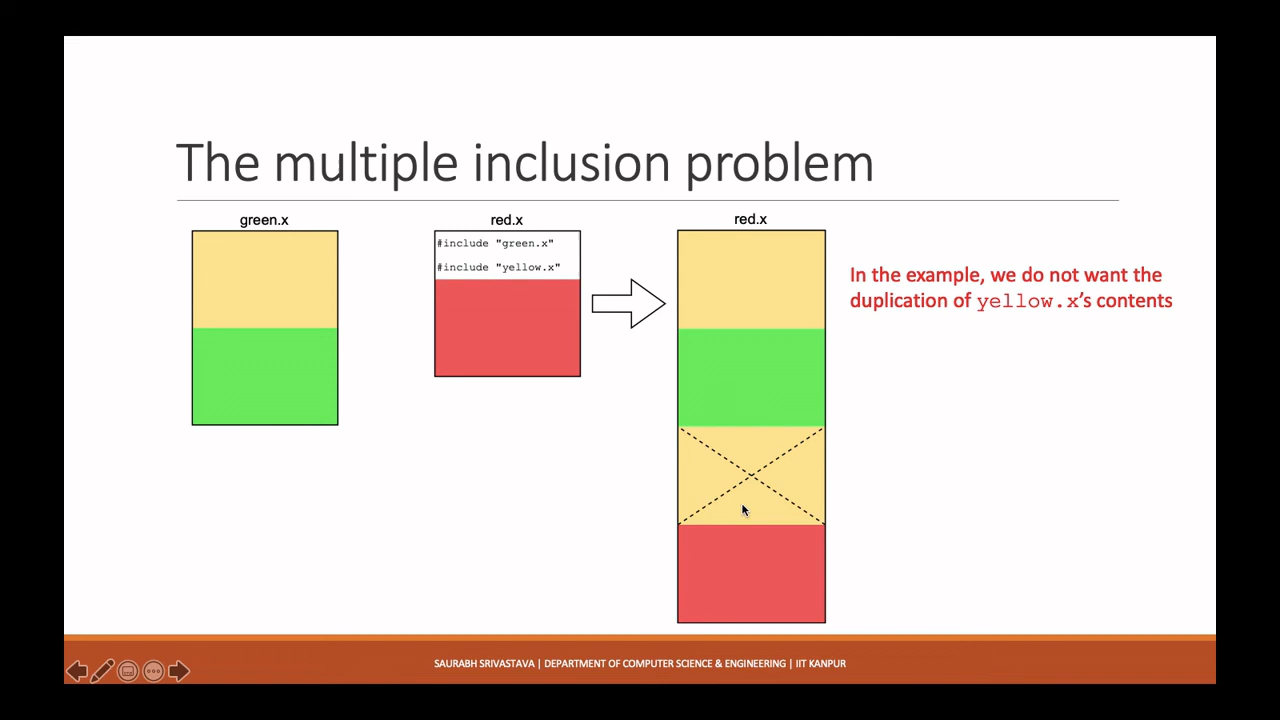 The multiple inclusion problem
green.x
red.x
red.x
#include "green.x"
#include "yellow.x"
In the example, we do not want the
duplication of yellow.x's contents
SAURABH SRIVASTAVA | DEPARTMENT OF COMPUTER SCIENCE & ENGINEERING | IIT KANPUR